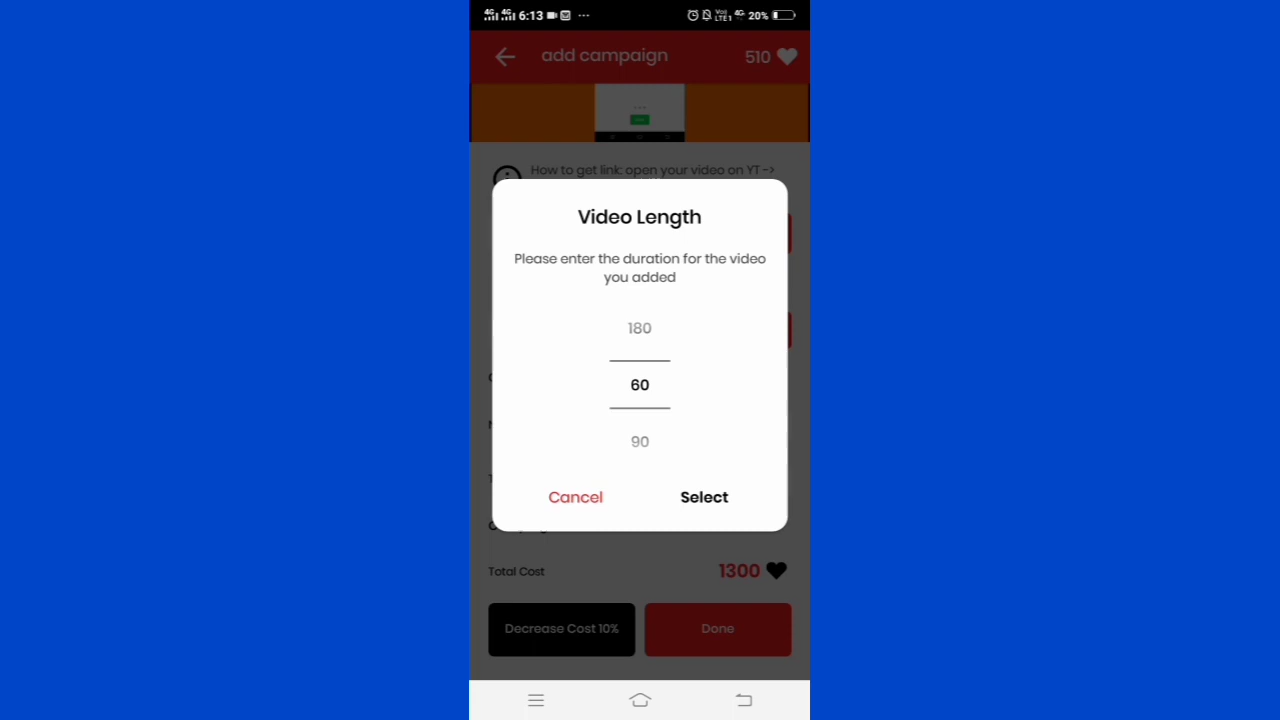 6:13 ... 20%
add campaign 510
How to get link: open your video on YT ->
Video Length
Please enter the duration for the video
you added
180
60
90
Cancel Select
Total Cost 1300
Decrease Cost 10% Done